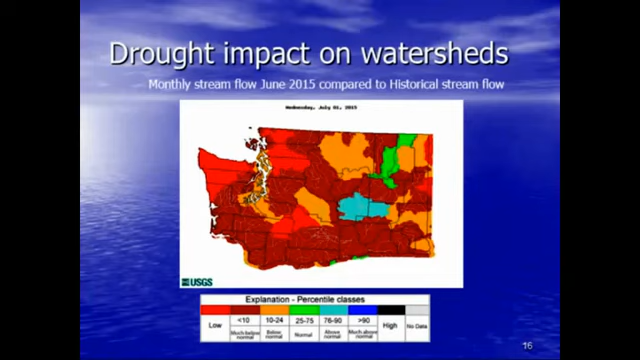 Drought impact on watersheds
Monthly stream flow June 2015 compared to Historical stream flow
Wednesday, July 01, 2015
USGS
Explanation - Percentile classes
Low <10 10-24 25-75 76-90 >90 High No Data
Much below normal Below normal Normal Above normal Much above normal
16